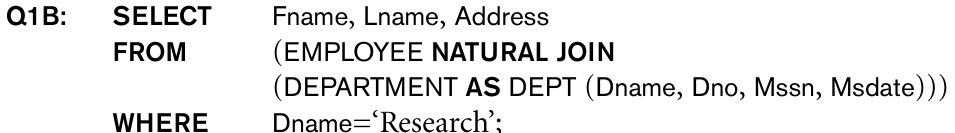 Q1B: SELECT Fname, Lname, Address
FROM (EMPLOYEE NATURAL JOIN
(DEPARTMENT AS DEPT (Dname, Dno, Mssn, Msdate)))
WHERE Dname=‘Research’;